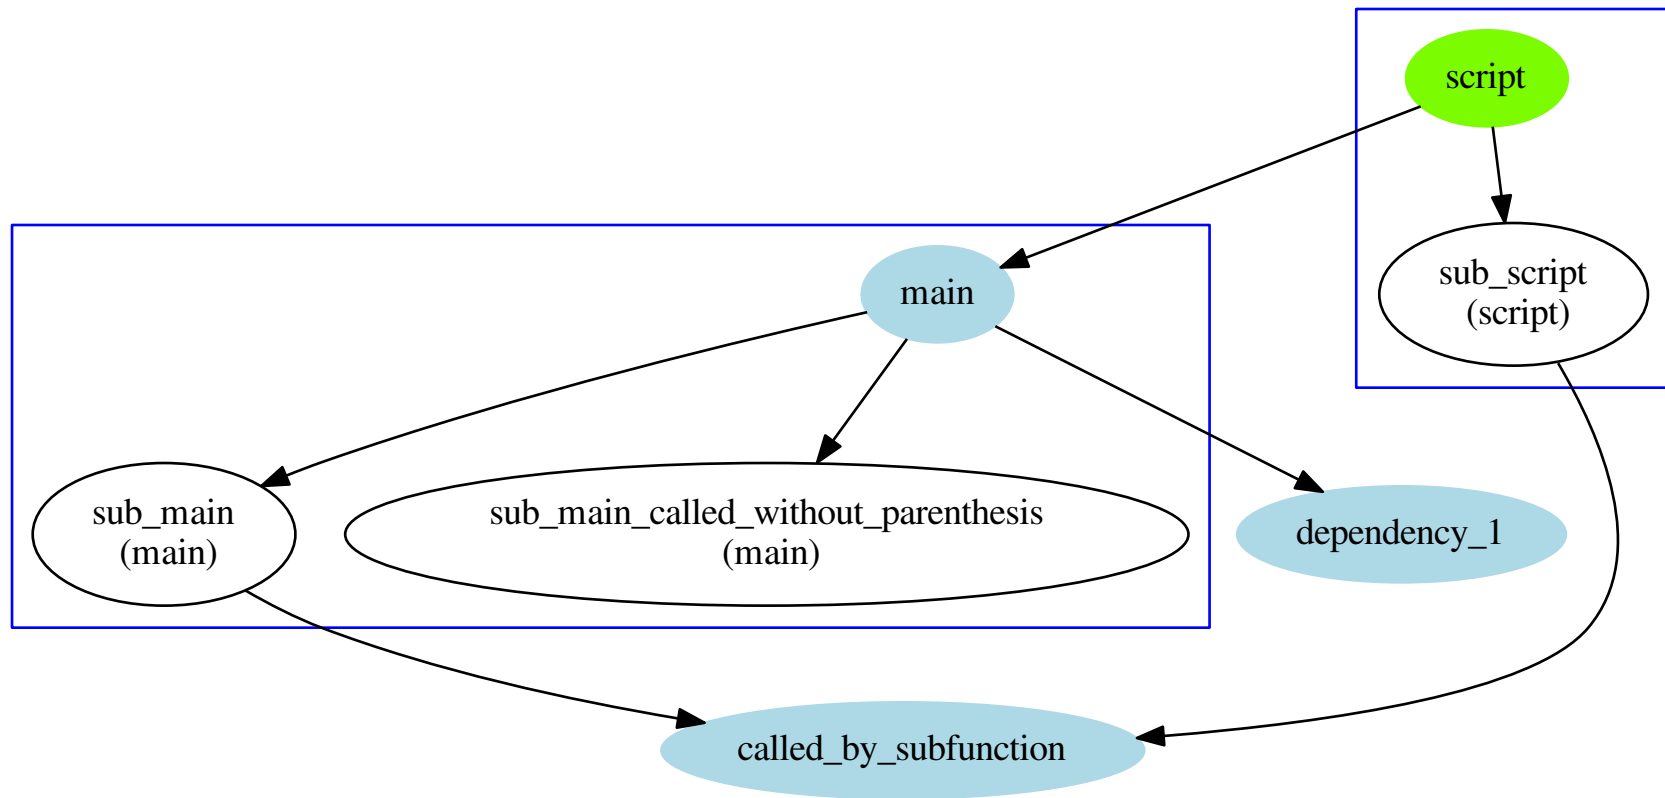 script
main
sub_script
(script)
sub_main
(main)
sub_main_called_without_parenthesis
(main)
dependency_1
called_by_subfunction